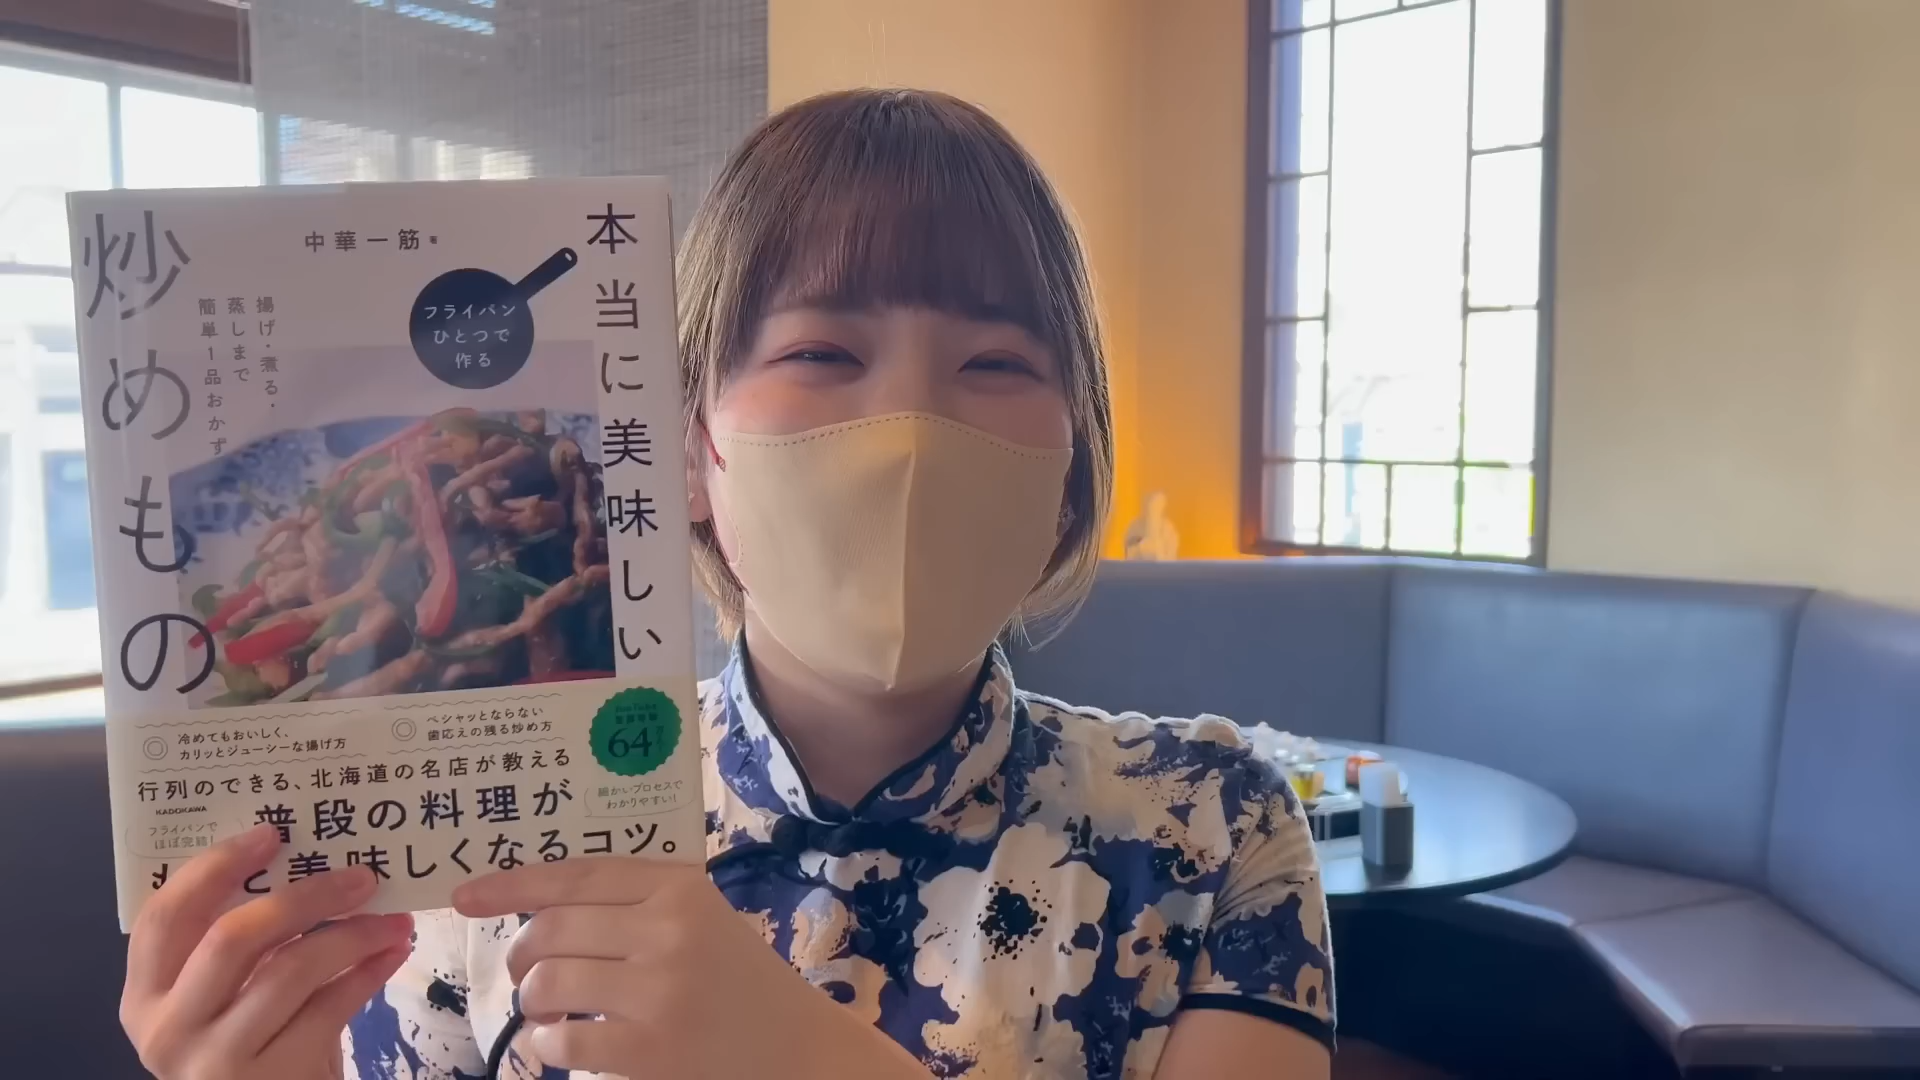 本当に美味しい
炒めもの
中華一筋 著
フライパン
ひとつで
作る
揚げ・煮る・
蒸しまで
簡単1品おかず
冷めてもおいしく、
カリッとジューシーな揚げ方
ベシャッとならない
歯応えの残る炒め方
64
行列のできる、北海道の名店が教える
KADOKAWA
普段の料理が
と美味しくなるコツ。
フライパンで
ほぼ完結!
細かいプロセスで
わかりやすい!